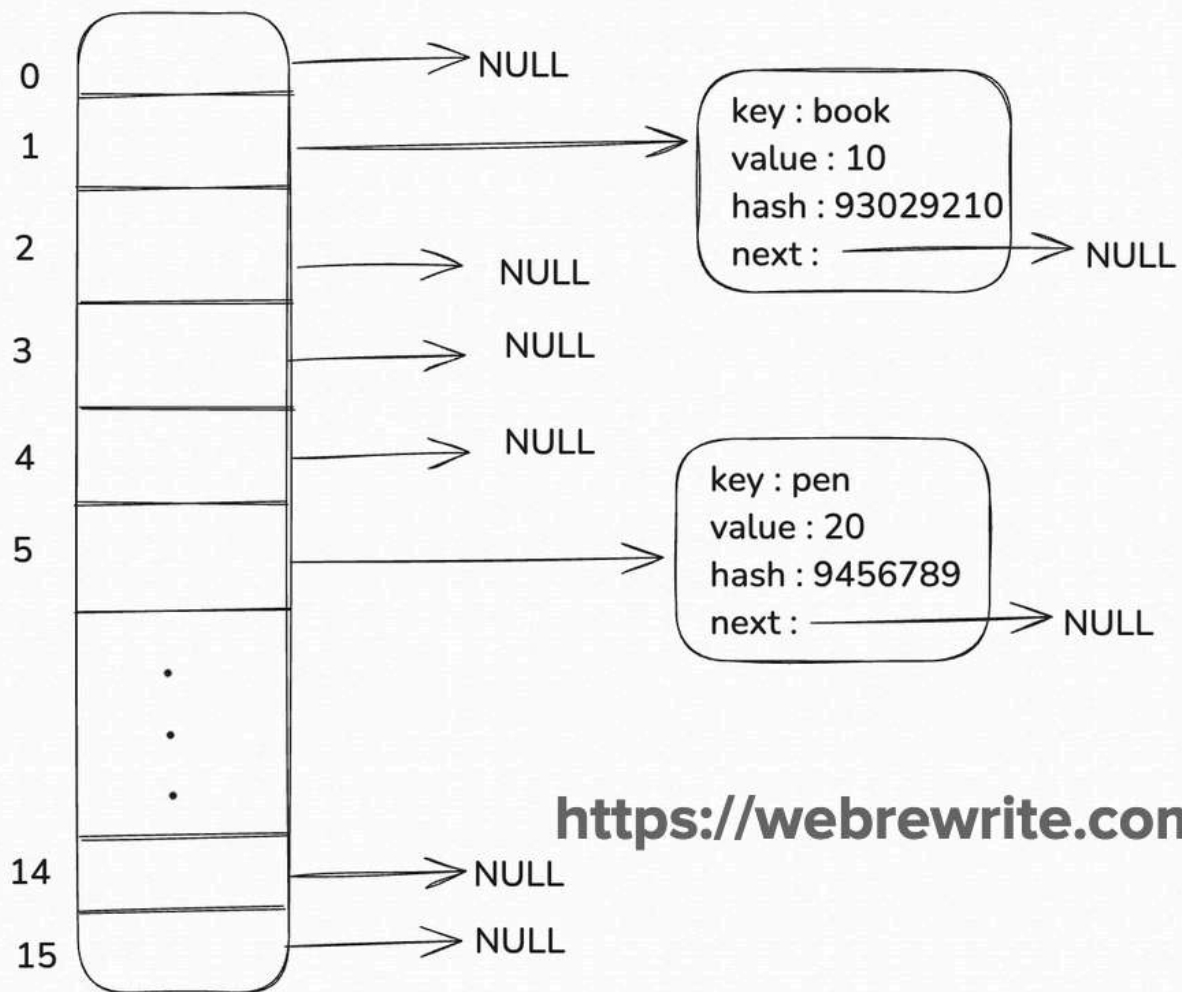 0
NULL
1
key : book
value : 10
hash : 93029210
next :
NULL
2
NULL
3
NULL
4
NULL
5
key : pen
value : 20
hash : 9456789
next :
NULL
https://webrewrite.com
14
NULL
15
NULL